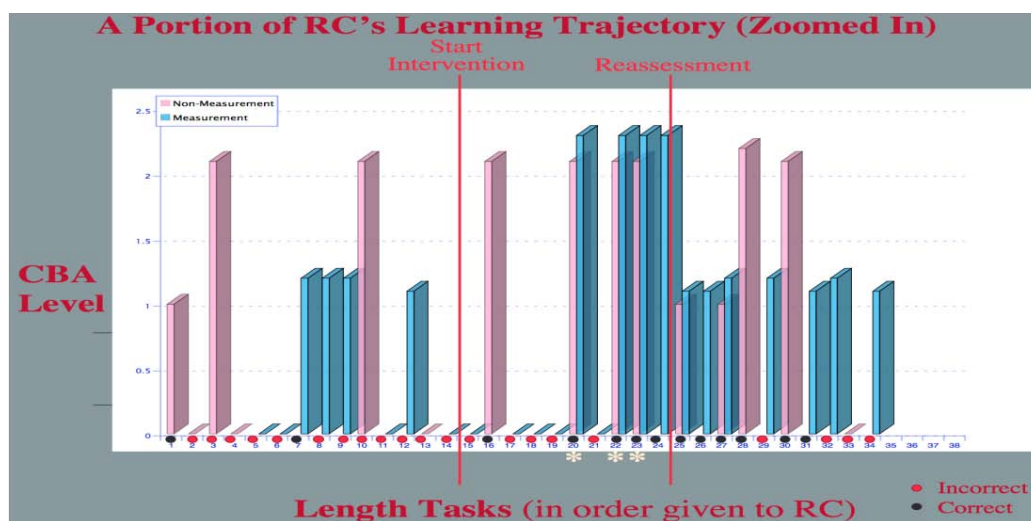 A Portion of RC's Learning Trajectory (Zoomed In)
Start
Intervention
Reassessment
Non-Measurement
Measurement
2.5
2
1.5
1
0.5
0
CBA
Level
1 2 3 4 5 6 7 8 9 10 11 12 13 14 15 16 17 18 19 20 21 22 23 24 25 26 27 28 29 30 31 32 33 34 35 36 37 38
* * *
Length Tasks (in order given to RC)
Incorrect
Correct